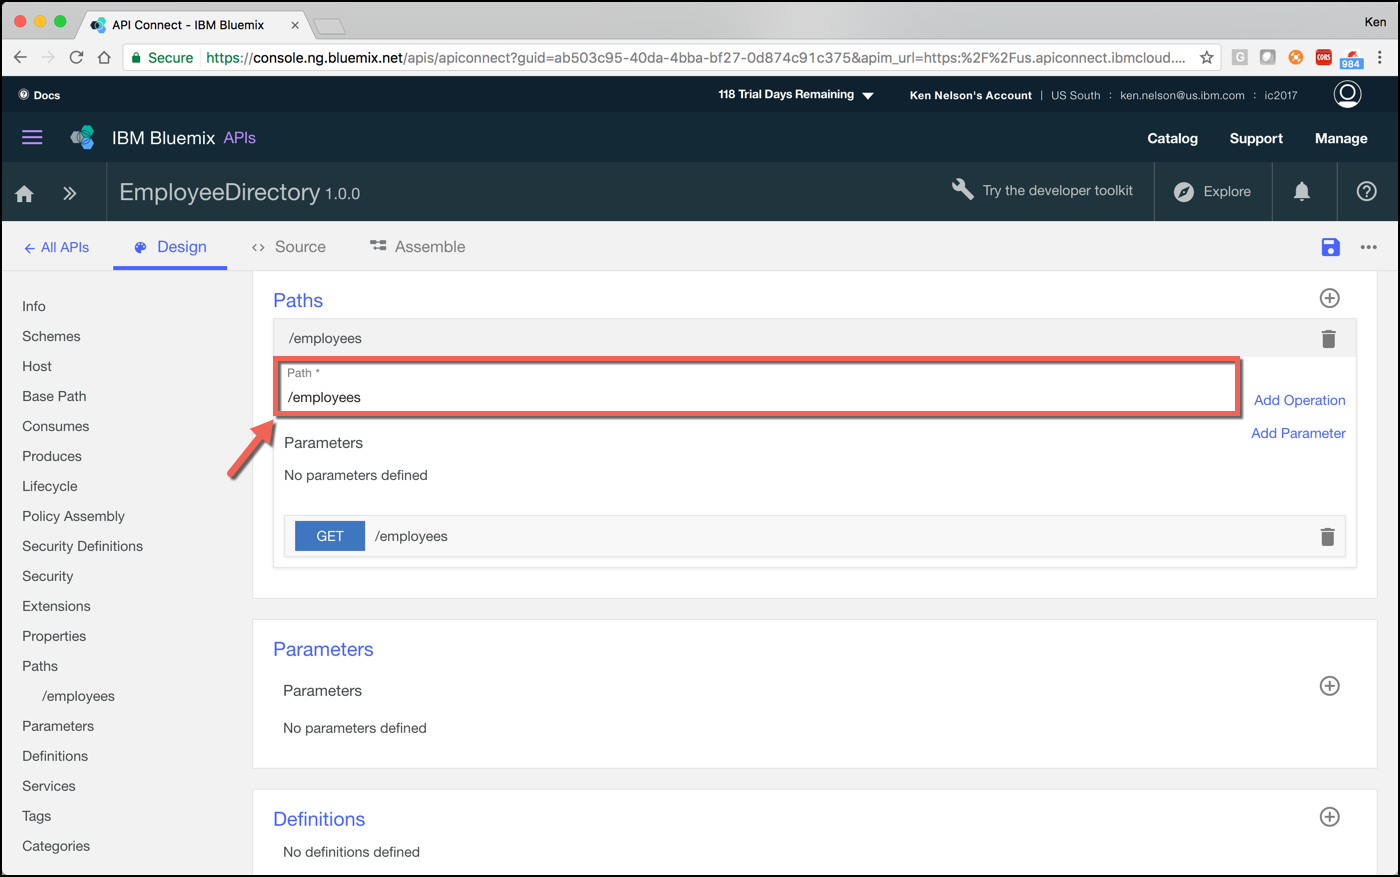 API Connect - IBM Bluemix
Ken
Secure https://console.ng.bluemix.net/apis/apiconnect?guid=ab503c95-40da-4bba-bf27-0d874c91c375&apim_url=https:%2F%2Fus.apiconnect.ibmcloud....
G
CORS
984
Docs
118 Trial Days Remaining
Ken Nelson's Account | US South : ken.nelson@us.ibm.com : ic2017
IBM Bluemix APIs
Catalog Support Manage
EmployeeDirectory 1.0.0
Try the developer toolkit
Explore
All APIs
Design
Source
Assemble
Info
Schemes
Host
Base Path
Consumes
Produces
Lifecycle
Policy Assembly
Security Definitions
Security
Extensions
Properties
Paths
/employees
Parameters
Definitions
Services
Tags
Categories
Paths
/employees
Path *
/employees
Add Operation
Add Parameter
Parameters
No parameters defined
GET /employees
Parameters
Parameters
No parameters defined
Definitions
No definitions defined